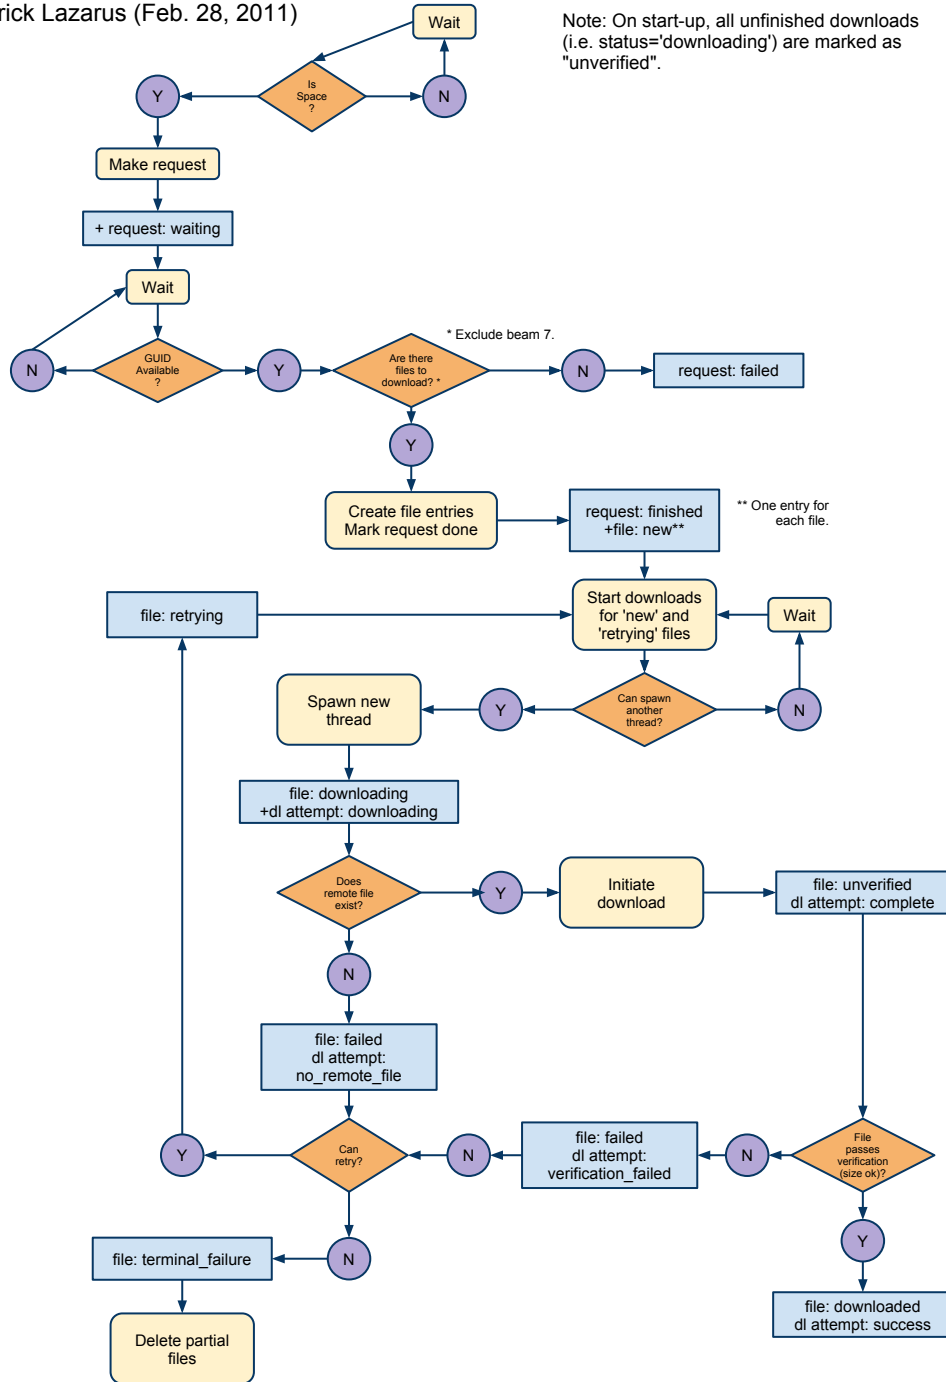 rick Lazarus (Feb. 28, 2011)
Note: On start-up, all unfinished downloads
(i.e. status='downloading') are marked as
"unverified".
Wait
Is
Space
?
Y
N
Make request
+ request: waiting
Wait
* Exclude beam 7.
N
GUID
Available
?
Y
Are there
files to
download? *
N
request: failed
Y
Create file entries
Mark request done
request: finished
+file: new**
** One entry for
each file.
file: retrying
Start downloads
for 'new' and
'retrying' files
Wait
Spawn new
thread
Y
Can spawn
another
thread?
N
file: downloading
+dl attempt: downloading
Does
remote file
exist?
Y
Initiate
download
file: unverified
dl attempt: complete
N
file: failed
dl attempt:
no_remote_file
Y
Can
retry?
N
file: failed
dl attempt:
verification_failed
N
File
passes
verification
(size ok)?
Y
file: terminal_failure
N
file: downloaded
dl attempt: success
Delete partial
files